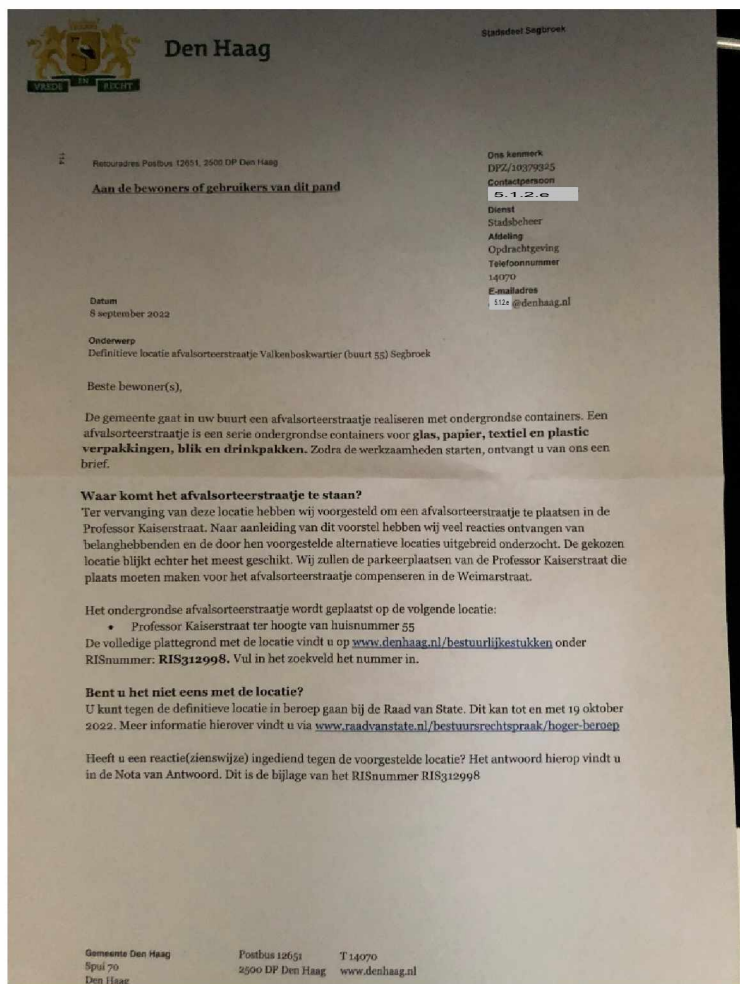 VREDE EN RECHT
Den Haag
Stadsdeel Segbroek
Retouradres Postbus 12651, 2500 DP Den Haag
Aan de bewoners of gebruikers van dit pand
Ons kenmerk
DPZ/10379325
Contactpersoon
5.1.2.e
Dienst
Stadsbeheer
Afdeling
Opdrachtgeving
Telefoonnummer
14070
E-mailadres
512e @denhaag.nl
Datum
8 september 2022
Onderwerp
Definitieve locatie afvalsorteerstraatje Valkenboskwartier (buurt 55) Segbroek
Beste bewoner(s),
De gemeente gaat in uw buurt een afvalsorteerstraatje realiseren met ondergrondse containers. Een
afvalsorteerstraatje is een serie ondergrondse containers voor glas, papier, textiel en plastic
verpakkingen, blik en drinkpakken. Zodra de werkzaamheden starten, ontvangt u van ons een
brief.
Waar komt het afvalsorteerstraatje te staan?
Ter vervanging van deze locatie hebben wij voorgesteld om een afvalsorteerstraatje te plaatsen in de
Professor Kaiserstraat. Naar aanleiding van dit voorstel hebben wij veel reacties ontvangen van
belanghebbenden en de door hen voorgestelde alternatieve locaties uitgebreid onderzocht. De gekozen
locatie blijkt echter het meest geschikt. Wij zullen de parkeerplaatsen van de Professor Kaiserstraat die
plaats moeten maken voor het afvalsorteerstraatje compenseren in de Weimarstraat.
Het ondergrondse afvalsorteerstraatje wordt geplaatst op de volgende locatie:
• Professor Kaiserstraat ter hoogte van huisnummer 55
De volledige plattegrond met de locatie vindt u op www.denhaag.nl/bestuurlijkestukken onder
RISnummer: RIS312998. Vul in het zoekveld het nummer in.
Bent u het niet eens met de locatie?
U kunt tegen de definitieve locatie in beroep gaan bij de Raad van State. Dit kan tot en met 19 oktober
2022. Meer informatie hierover vindt u via www.raadvanstate.nl/bestuursrechtspraak/hoger-beroep
Heeft u een reactie(zienswijze) ingediend tegen de voorgestelde locatie? Het antwoord hierop vindt u
in de Nota van Antwoord. Dit is de bijlage van het RISnummer RIS312998
Gemeente Den Haag
Spui 70
Den Haag
Postbus 12651
2500 DP Den Haag
T 14070
www.denhaag.nl